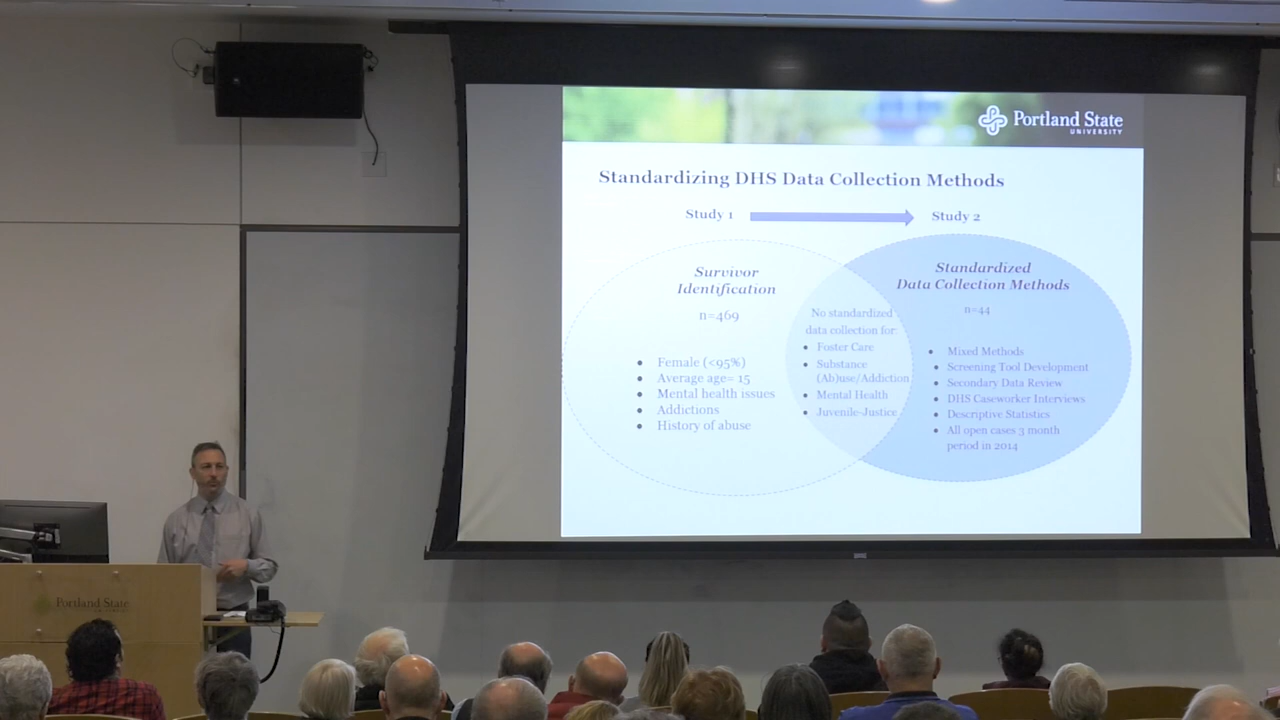 Portland State
UNIVERSITY
Standardizing DHS Data Collection Methods
Study 1
Study 2
Survivor
Identification
n=469
• Female (<95%)
• Average age= 15
• Mental health issues
• Addictions
• History of abuse
No standardized
data collection for:
• Foster Care
• Substance
(Ab)use/Addiction
• Mental Health
• Juvenile-Justice
Standardized
Data Collection Methods
n=44
• Mixed Methods
• Screening Tool Development
• Secondary Data Review
• DHS Caseworker Interviews
• Descriptive Statistics
• All open cases 3 month
period in 2014
Portland State
UNIVERSITY